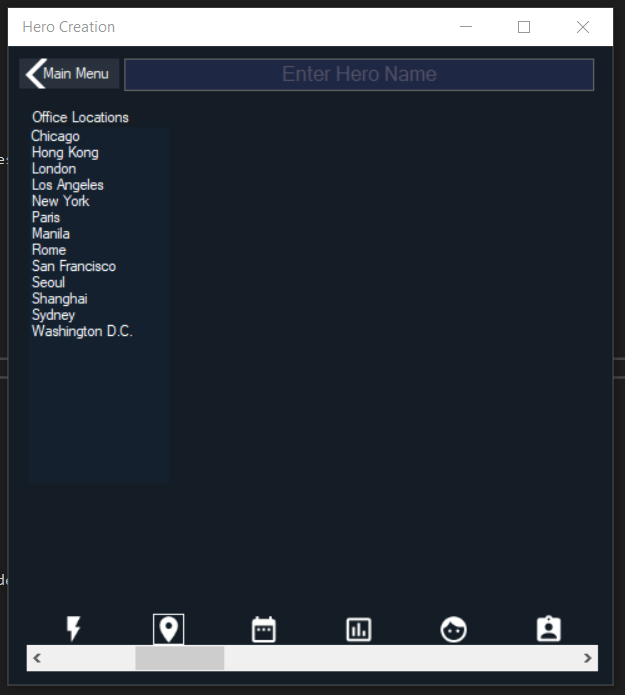 Hero Creation
Main Menu
Enter Hero Name
Office Locations
Chicago
Hong Kong
London
Los Angeles
New York
Paris
Manila
Rome
San Francisco
Seoul
Shanghai
Sydney
Washington D.C.